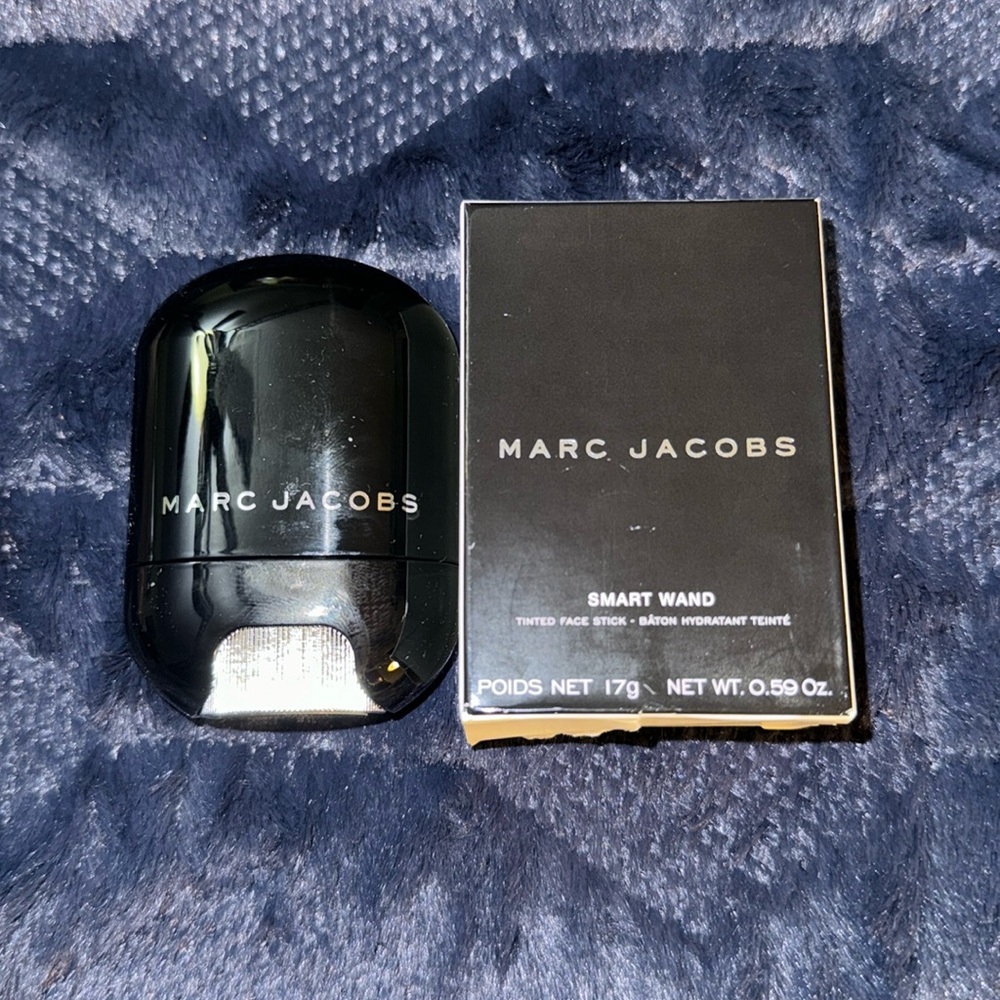 MARC JACOBS
MARC JACOBS
SMART WAND
TINTED FACE STICK - BÂTON HYDRATANT TEINTÉ
POIDS NET 17g NET WT. 0.59 Oz.